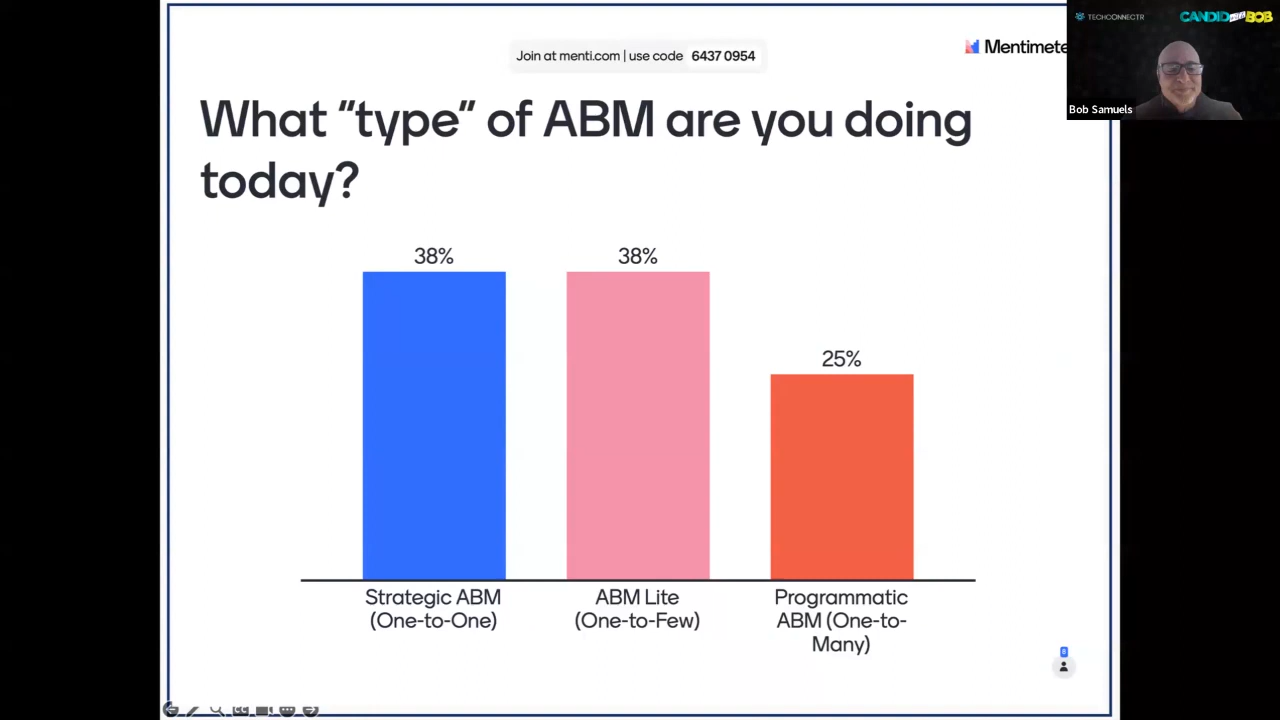 Join at menti.com | use code 6437 0954
Mentimete
TECHCONNECTR
CANDID
BOB
Bob Samuels
What “type” of ABM are you doing
today?
38%
38%
25%
Strategic ABM
(One-to-One)
ABM Lite
(One-to-Few)
Programmatic
ABM (One-to-
Many)
8
CC